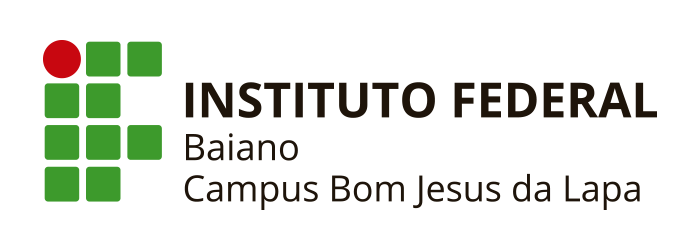 INSTITUTO FEDERAL
Baiano
Campus Bom Jesus da Lapa